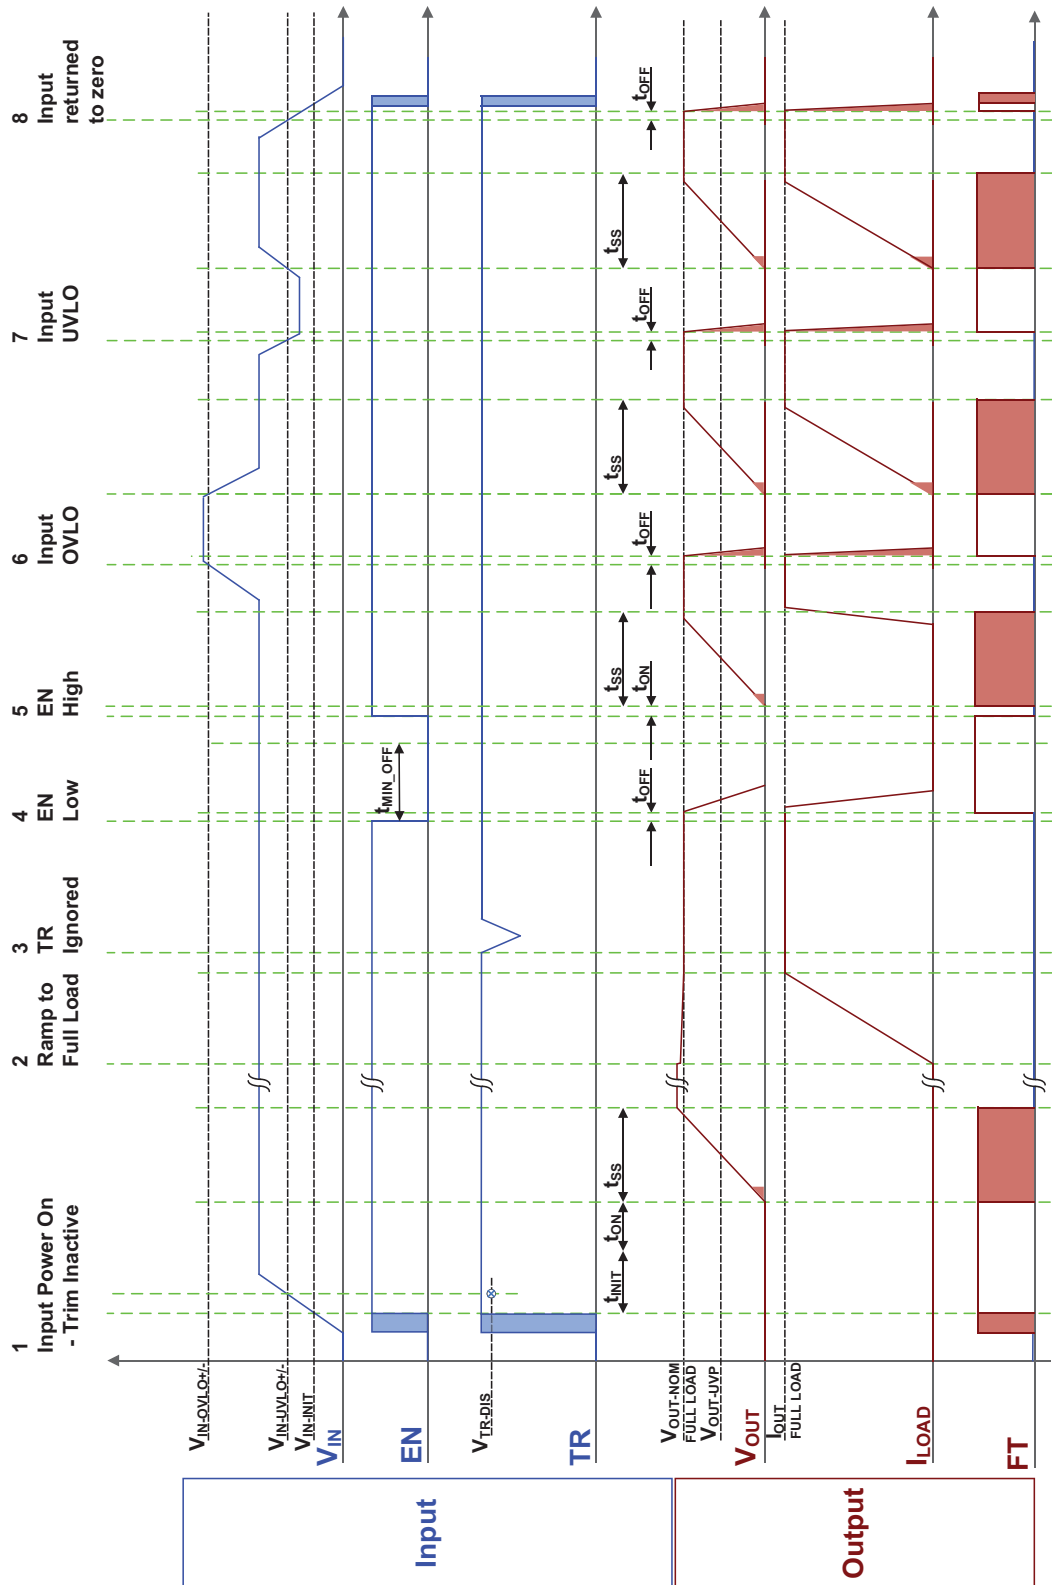 1
Input Power On
- Trim Inactive
2
Ramp to
Full Load
3
TR
Ignored
4
EN
Low
5
EN
High
6
Input
OVLO
7
Input
UVLO
8
Input
returned
to zero
Input
VIN-OVLO+/-
VIN-UVLO+/-
VIN-INIT
VIN
EN
tMIN_OFF
VTR-DIS
TR
tINIT
tON
tSS
tSS
tON
tSS
tSS
tOFF
tOFF
tOFF
tOFF
Output
VOUT-NOM
FULL LOAD
VOUT-UVP
VOUT
IOUT
FULL LOAD
ILOAD
FT